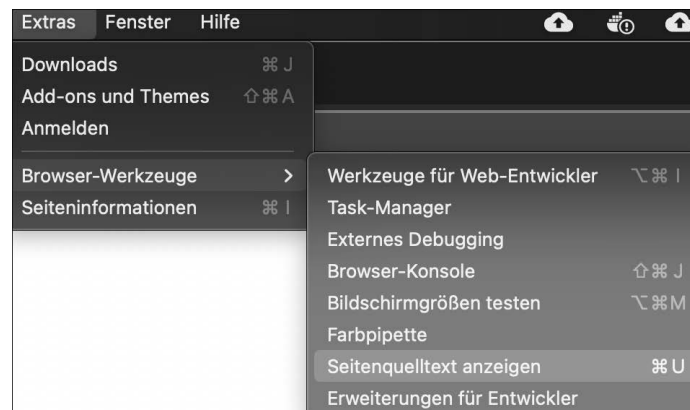 Extras Fenster Hilfe
Downloads ⌘ J
Add-ons und Themes ⇧⌘ A
Anmelden
Browser-Werkzeuge >
Seiteninformationen ⌘ I
Werkzeuge für Web-Entwickler ⌥⌘ I
Task-Manager
Externes Debugging
Browser-Konsole ⇧⌘ J
Bildschirmgrößen testen ⌥⌘M
Farbpipette
Seitenquelltext anzeigen ⌘U
Erweiterungen für Entwickler